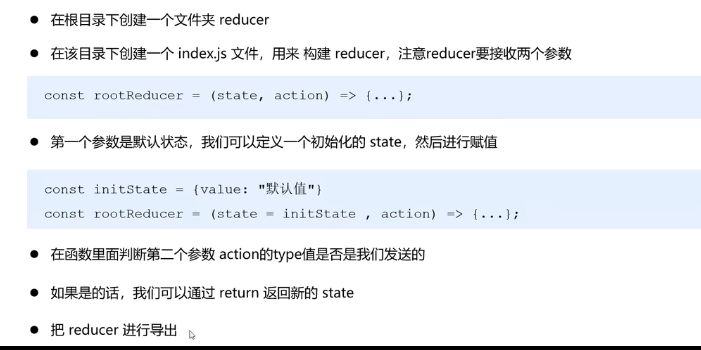 ● 在根目录下创建一个文件夹 reducer
● 在该目录下创建一个 index.js 文件，用来 构建 reducer，注意reducer要接收两个参数
const rootReducer = (state, action) => {...};
● 第一个参数是默认状态，我们可以定义一个初始化的 state，然后进行赋值
const initState = {value: "默认值"}
const rootReducer = (state = initState , action) => {...};
● 在函数里面判断第二个参数 action的type值是否是我们发送的
● 如果是的话，我们可以通过 return 返回新的 state
● 把 reducer 进行导出